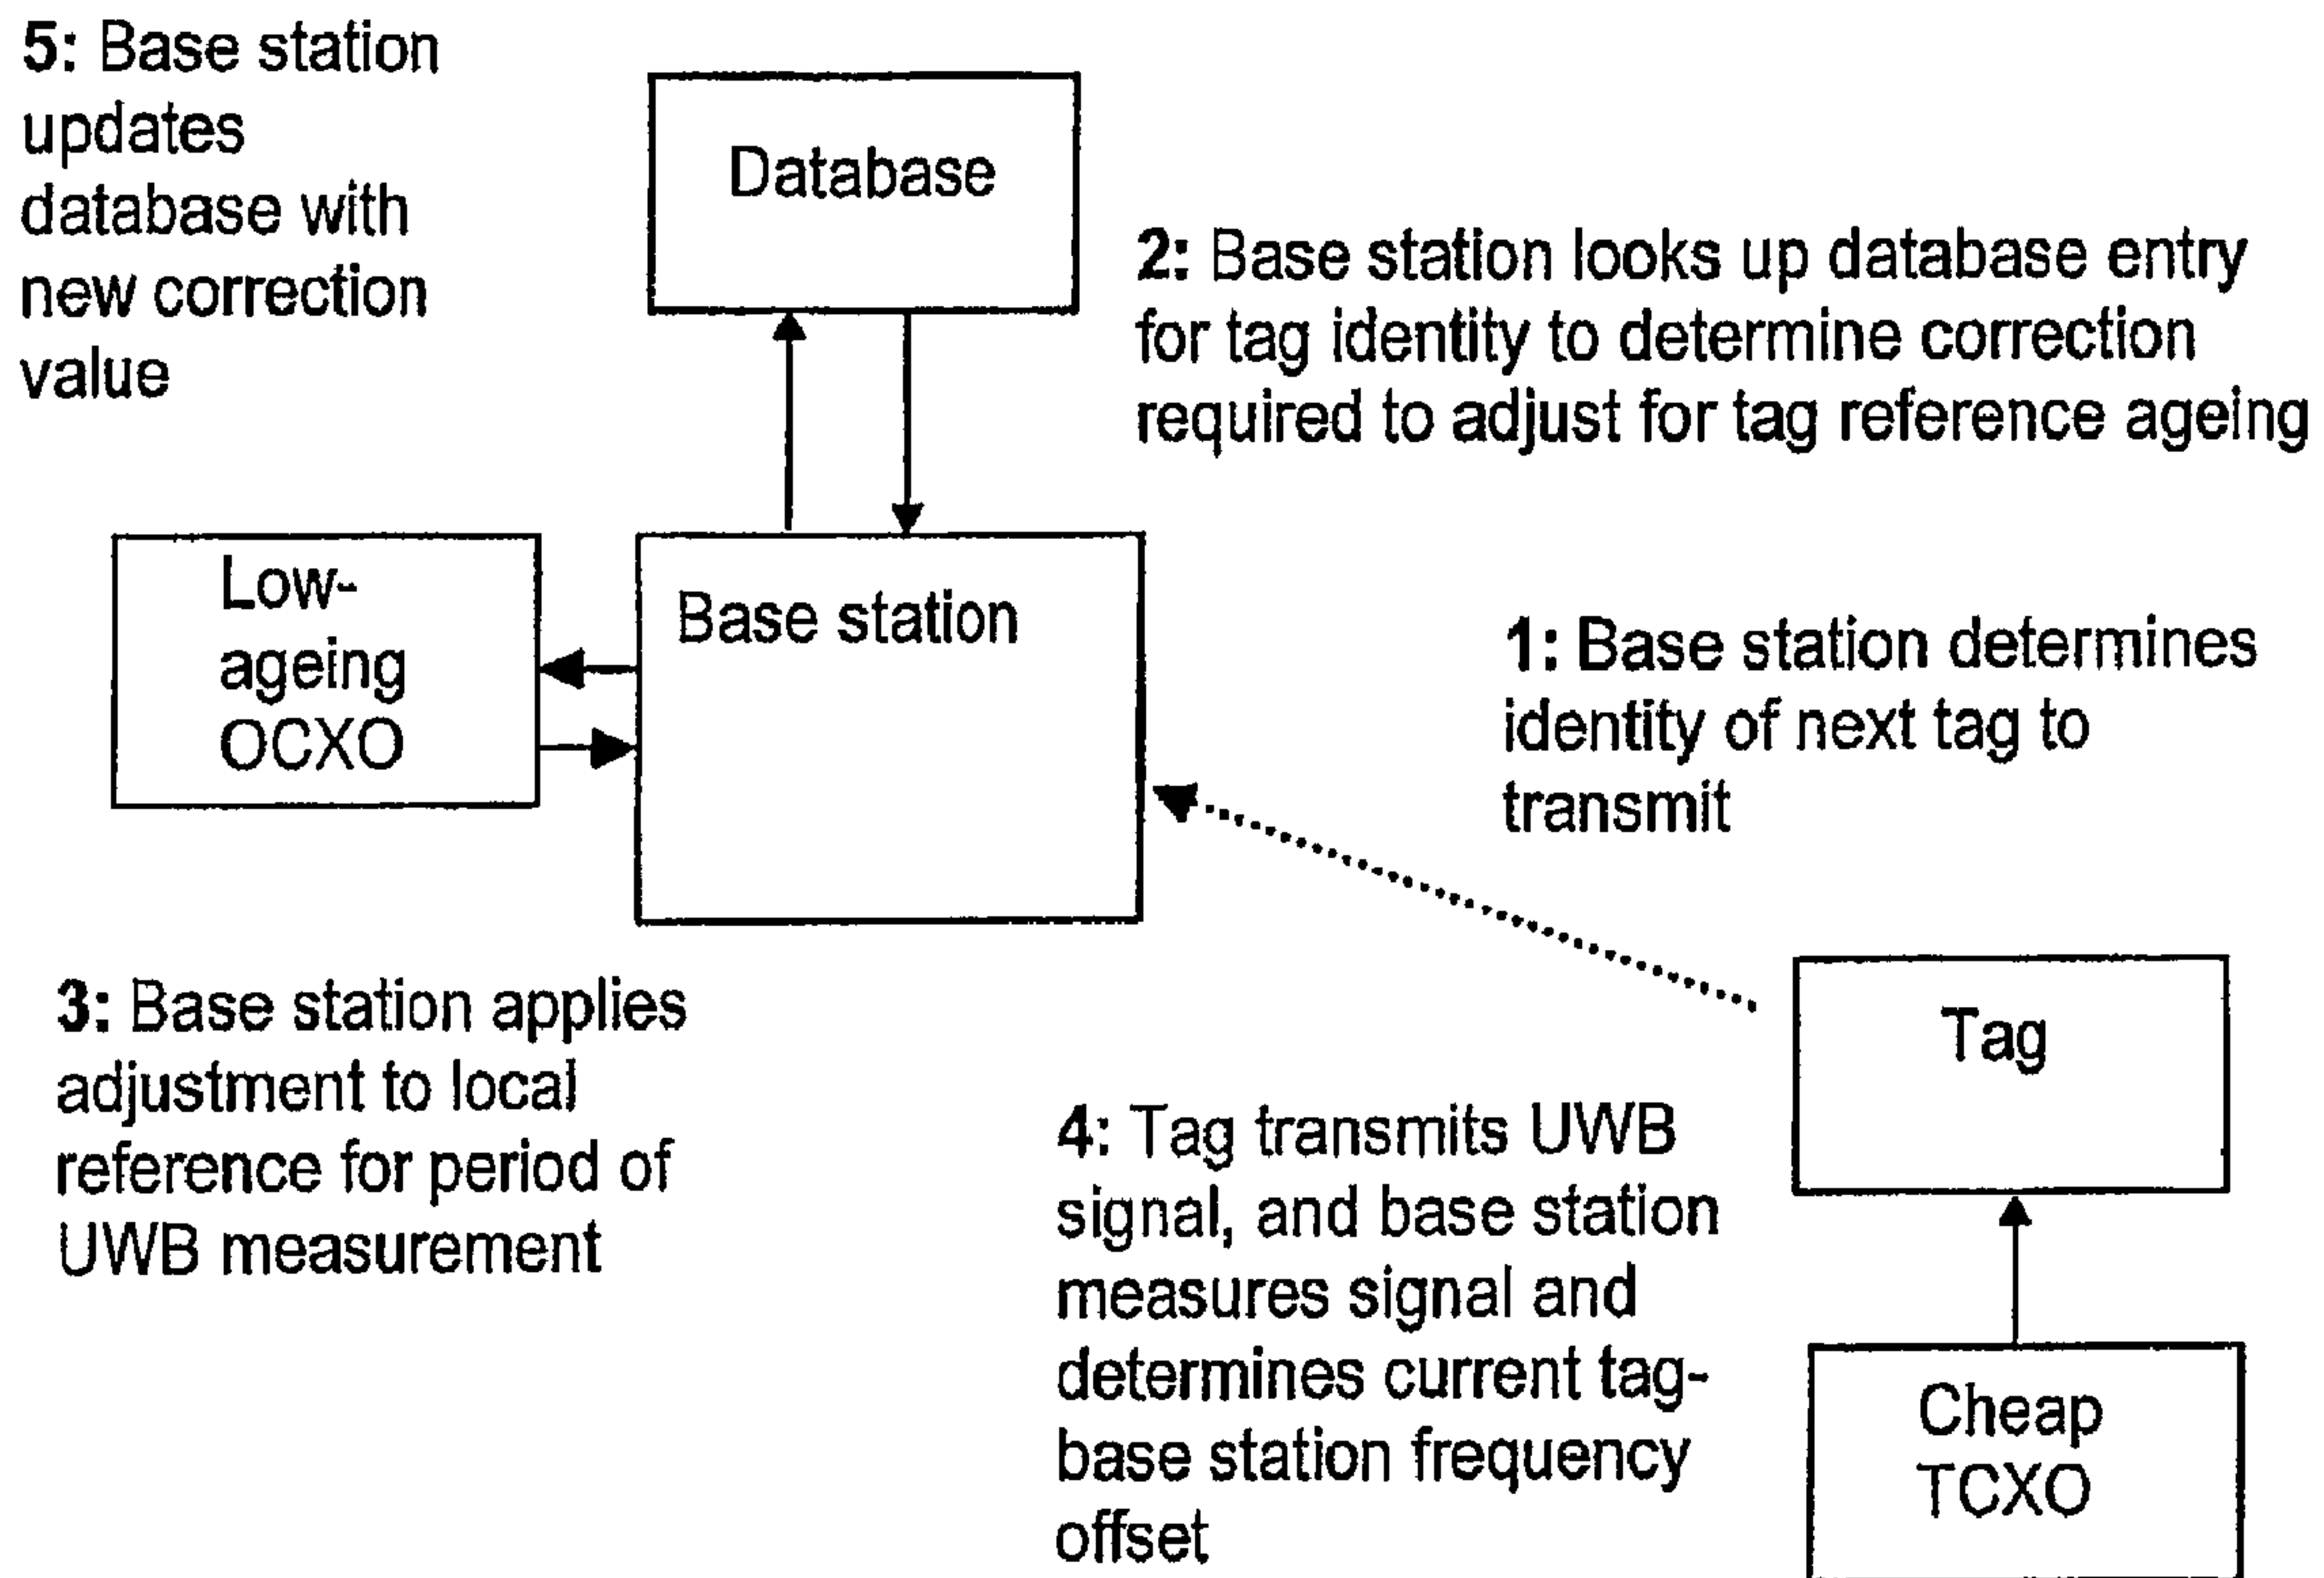 5: Base station
updates
database with
new correction
value
Database
2: Base station looks up database entry
for tag identity to determine correction
required to adjust for tag reference ageing
Low-
ageing
OCXO
Base station
1: Base station determines
identity of next tag to
transmit
3: Base station applies
adjustment to local
reference for period of
UWB measurement
Tag
4: Tag transmits UWB
signal, and base station
measures signal and
determines current tag-
base station frequency
offset
Cheap
TCXO